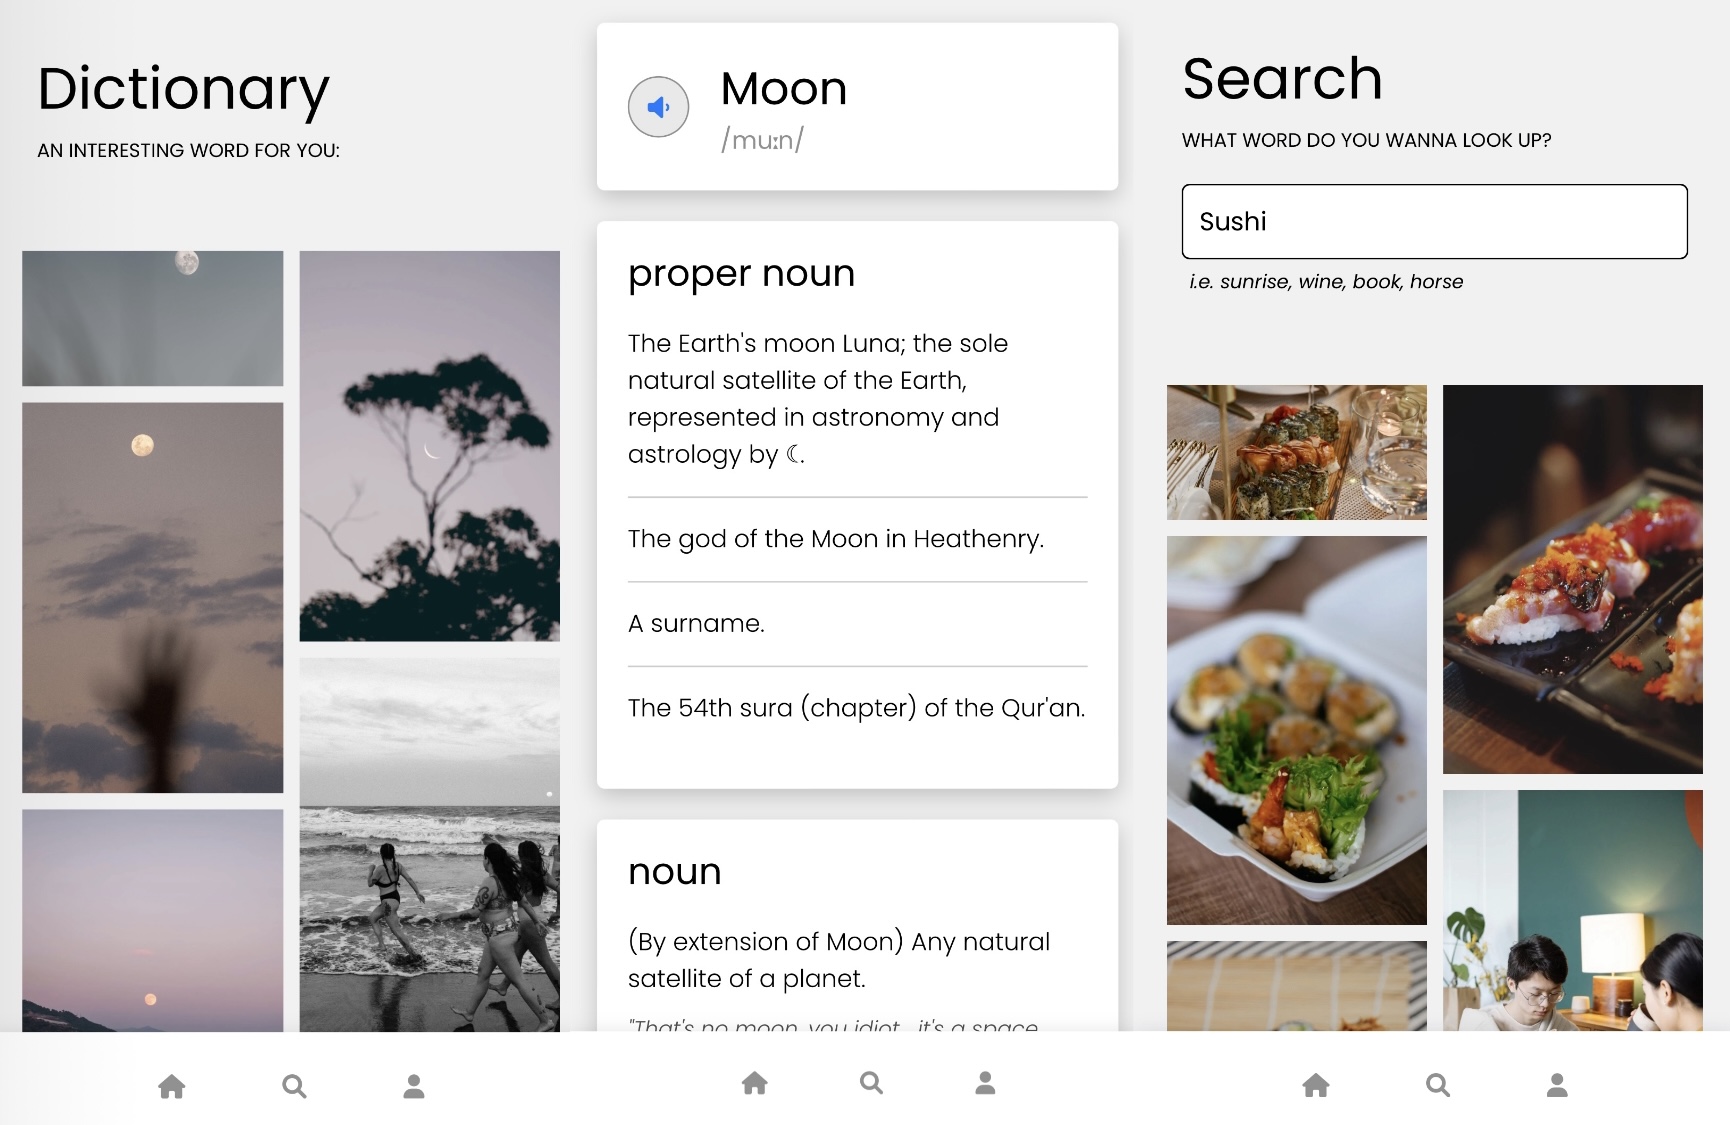 Dictionary
AN INTERESTING WORD FOR YOU:
Moon
/muːn/
proper noun
The Earth's moon Luna; the sole
natural satellite of the Earth,
represented in astronomy and
astrology by ☾.
The god of the Moon in Heathenry.
A surname.
The 54th sura (chapter) of the Qur'an.
noun
(By extension of Moon) Any natural
satellite of a planet.
"That's no moon, you idiot, it's a space
Search
WHAT WORD DO YOU WANNA LOOK UP?
Sushi
i.e. sunrise, wine, book, horse